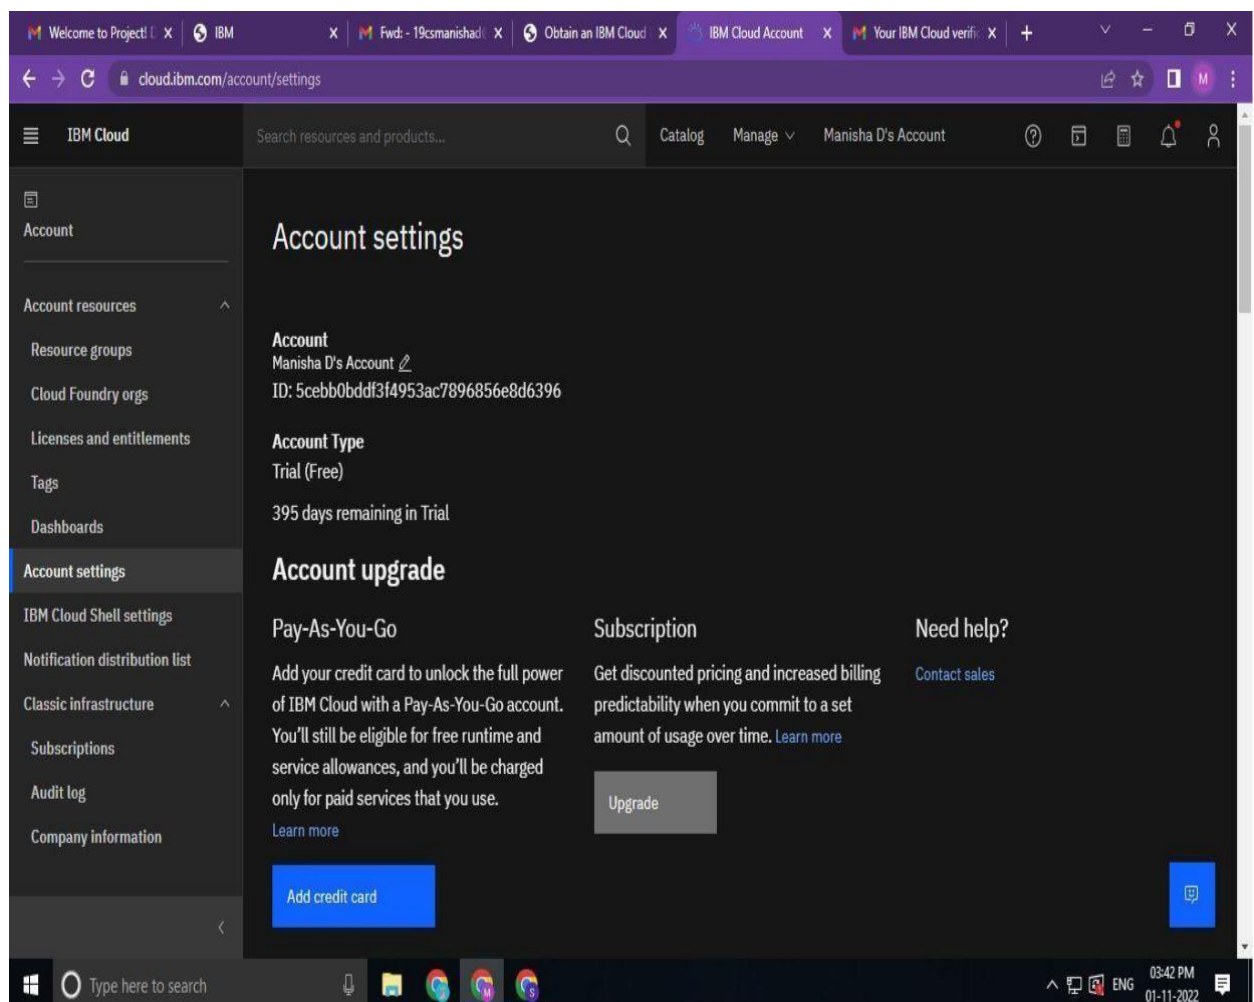 Welcome to Project! D
IBM
Fwd: - 19csmanishad(
Obtain an IBM Cloud
IBM Cloud Account
Your IBM Cloud verific
cloud.ibm.com/account/settings
M
IBM Cloud
Search resources and products...
Catalog
Manage
Manisha D's Account
Account
Account resources
Resource groups
Cloud Foundry orgs
Licenses and entitlements
Tags
Dashboards
Account settings
IBM Cloud Shell settings
Notification distribution list
Classic infrastructure
Subscriptions
Audit log
Company information
Account settings
Account
Manisha D's Account
ID: 5cebb0bddf3f4953ac7896856e8d6396
Account Type
Trial (Free)
395 days remaining in Trial
Account upgrade
Pay-As-You-Go
Add your credit card to unlock the full power
of IBM Cloud with a Pay-As-You-Go account.
You'll still be eligible for free runtime and
service allowances, and you'll be charged
only for paid services that you use.
Learn more
Add credit card
Subscription
Get discounted pricing and increased billing
predictability when you commit to a set
amount of usage over time. Learn more
Upgrade
Need help?
Contact sales
Type here to search
ENG
03:42 PM
01-11-2022